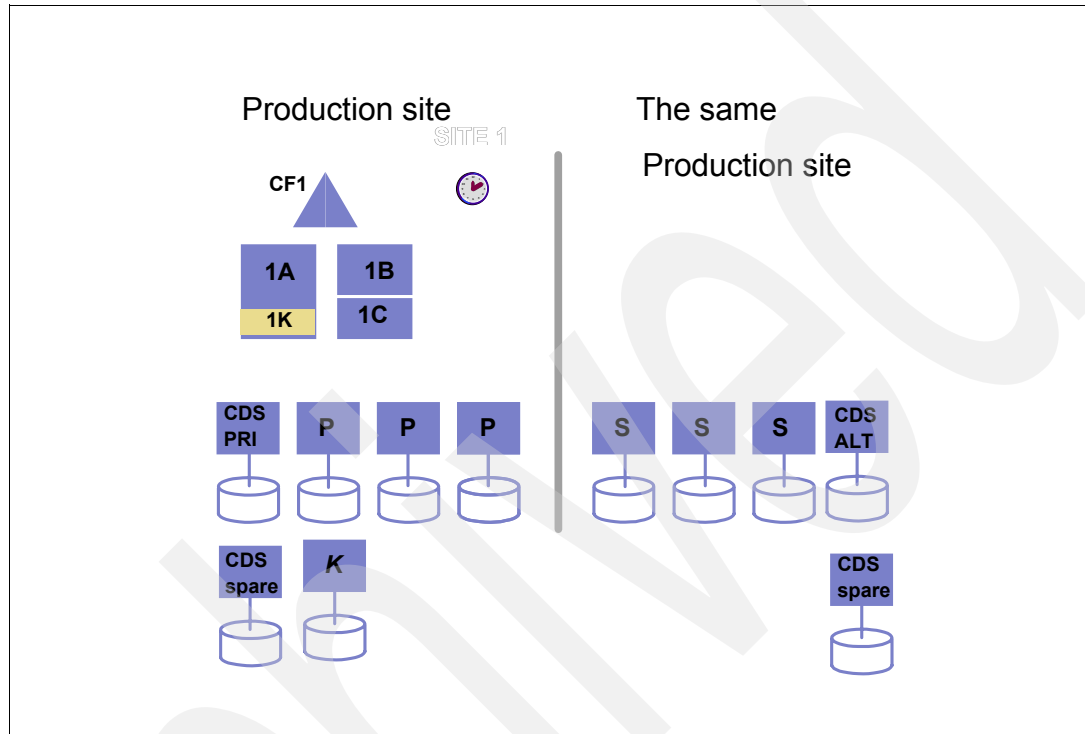 Production site
SITE 1
The same
Production site
CF1
1A
1B
1K
1C
CDS
PRI
P
P
P
S
S
S
CDS
ALT
CDS
spare
K
CDS
spare